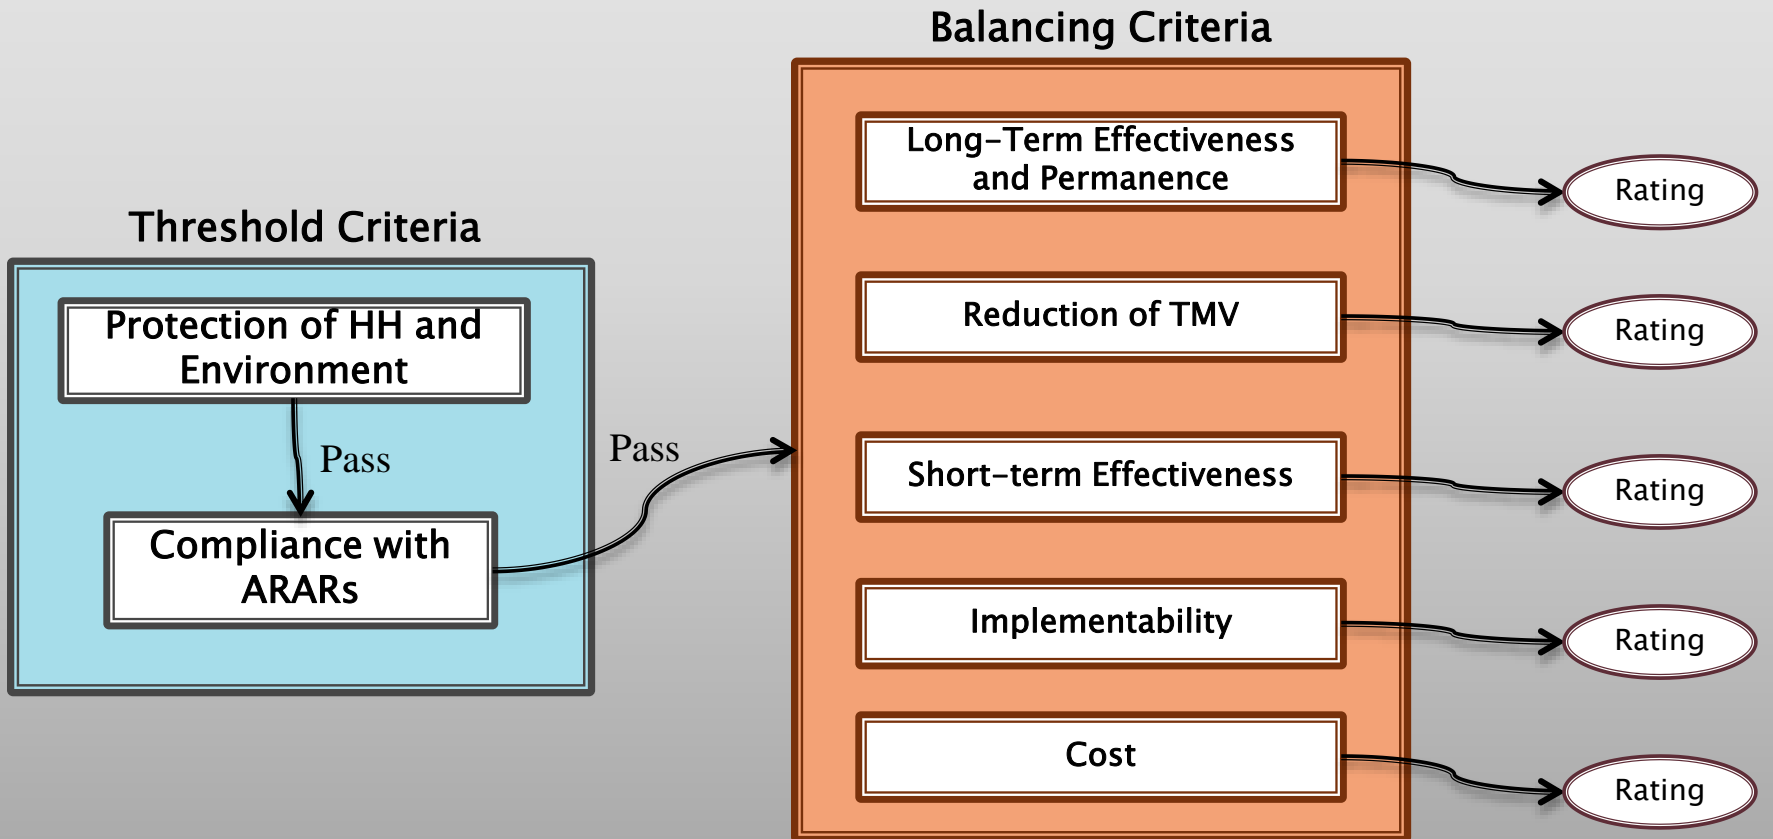 Threshold Criteria
Protection of HH and
Environment
Pass
Compliance with
ARARs
Pass
Balancing Criteria
Long-Term Effectiveness
and Permanence
Rating
Reduction of TMV
Rating
Short-term Effectiveness
Rating
Implementability
Rating
Cost
Rating